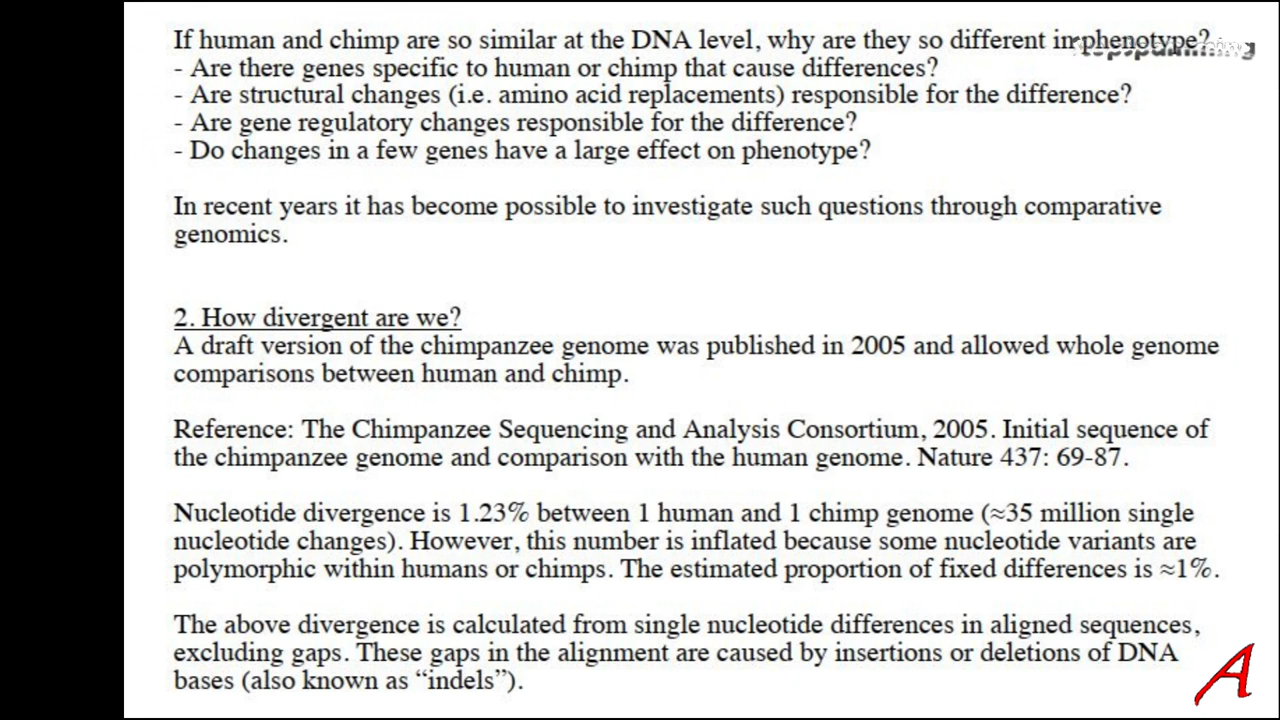 If human and chimp are so similar at the DNA level, why are they so different in phenotype?
- Are there genes specific to human or chimp that cause differences?
- Are structural changes (i.e. amino acid replacements) responsible for the difference?
- Are gene regulatory changes responsible for the difference?
- Do changes in a few genes have a large effect on phenotype?
In recent years it has become possible to investigate such questions through comparative
genomics.
2. How divergent are we?
A draft version of the chimpanzee genome was published in 2005 and allowed whole genome
comparisons between human and chimp.
Reference: The Chimpanzee Sequencing and Analysis Consortium, 2005. Initial sequence of
the chimpanzee genome and comparison with the human genome. Nature 437: 69-87.
Nucleotide divergence is 1.23% between 1 human and 1 chimp genome (≈35 million single
nucleotide changes). However, this number is inflated because some nucleotide variants are
polymorphic within humans or chimps. The estimated proportion of fixed differences is ≈1%.
The above divergence is calculated from single nucleotide differences in aligned sequences,
excluding gaps. These gaps in the alignment are caused by insertions or deletions of DNA
bases (also known as “indels”).
A